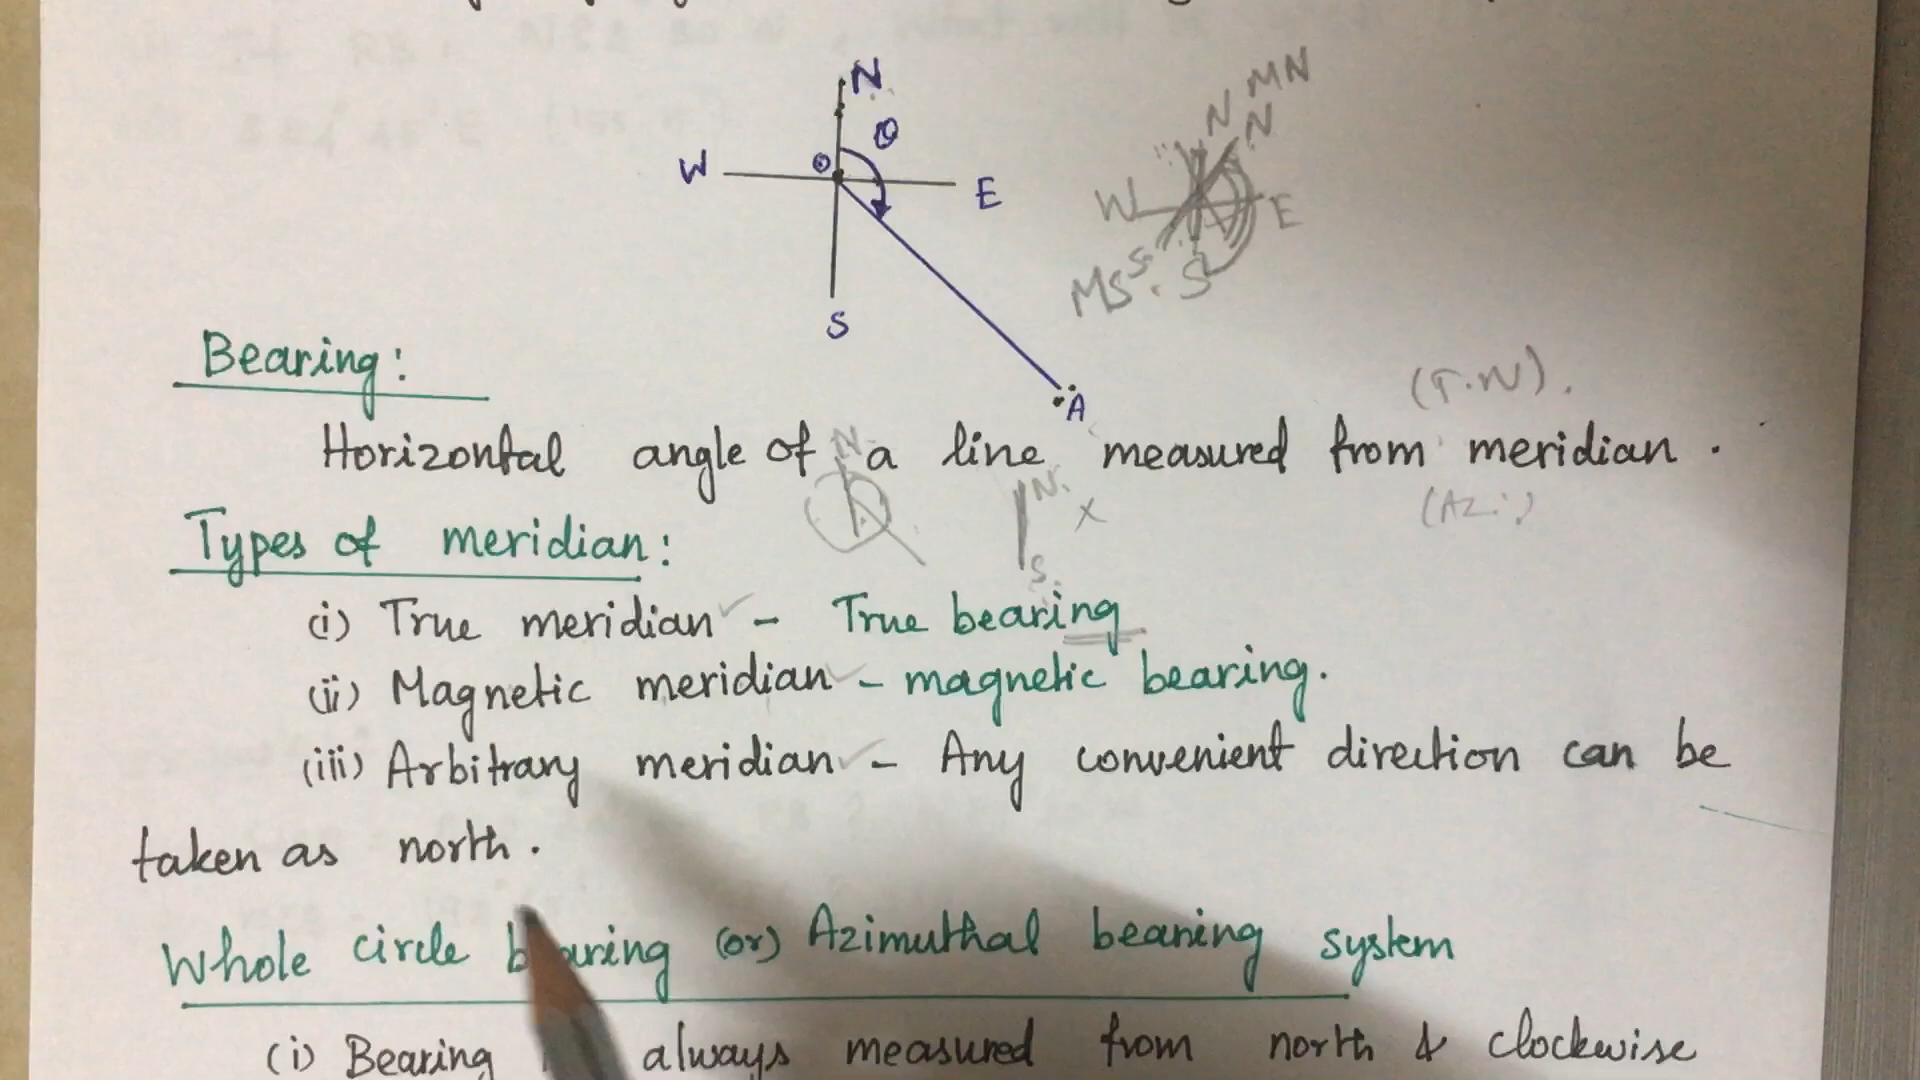 N
θ
W
O
E
S
A
MN
N
N
W
E
MS
S
S
Bearing:
(T.N).
Horizontal angle of a line measured from meridian.
N
N.
X
S.
(Az.)
Types of meridian:
(i) True meridian - True bearing
(ii) Magnetic meridian - magnetic bearing.
(iii) Arbitrary meridian - Any convenient direction can be
taken as north.
Whole circle bearing (or) Azimuthal bearing system
(i) Bearing always measured from north & clockwise